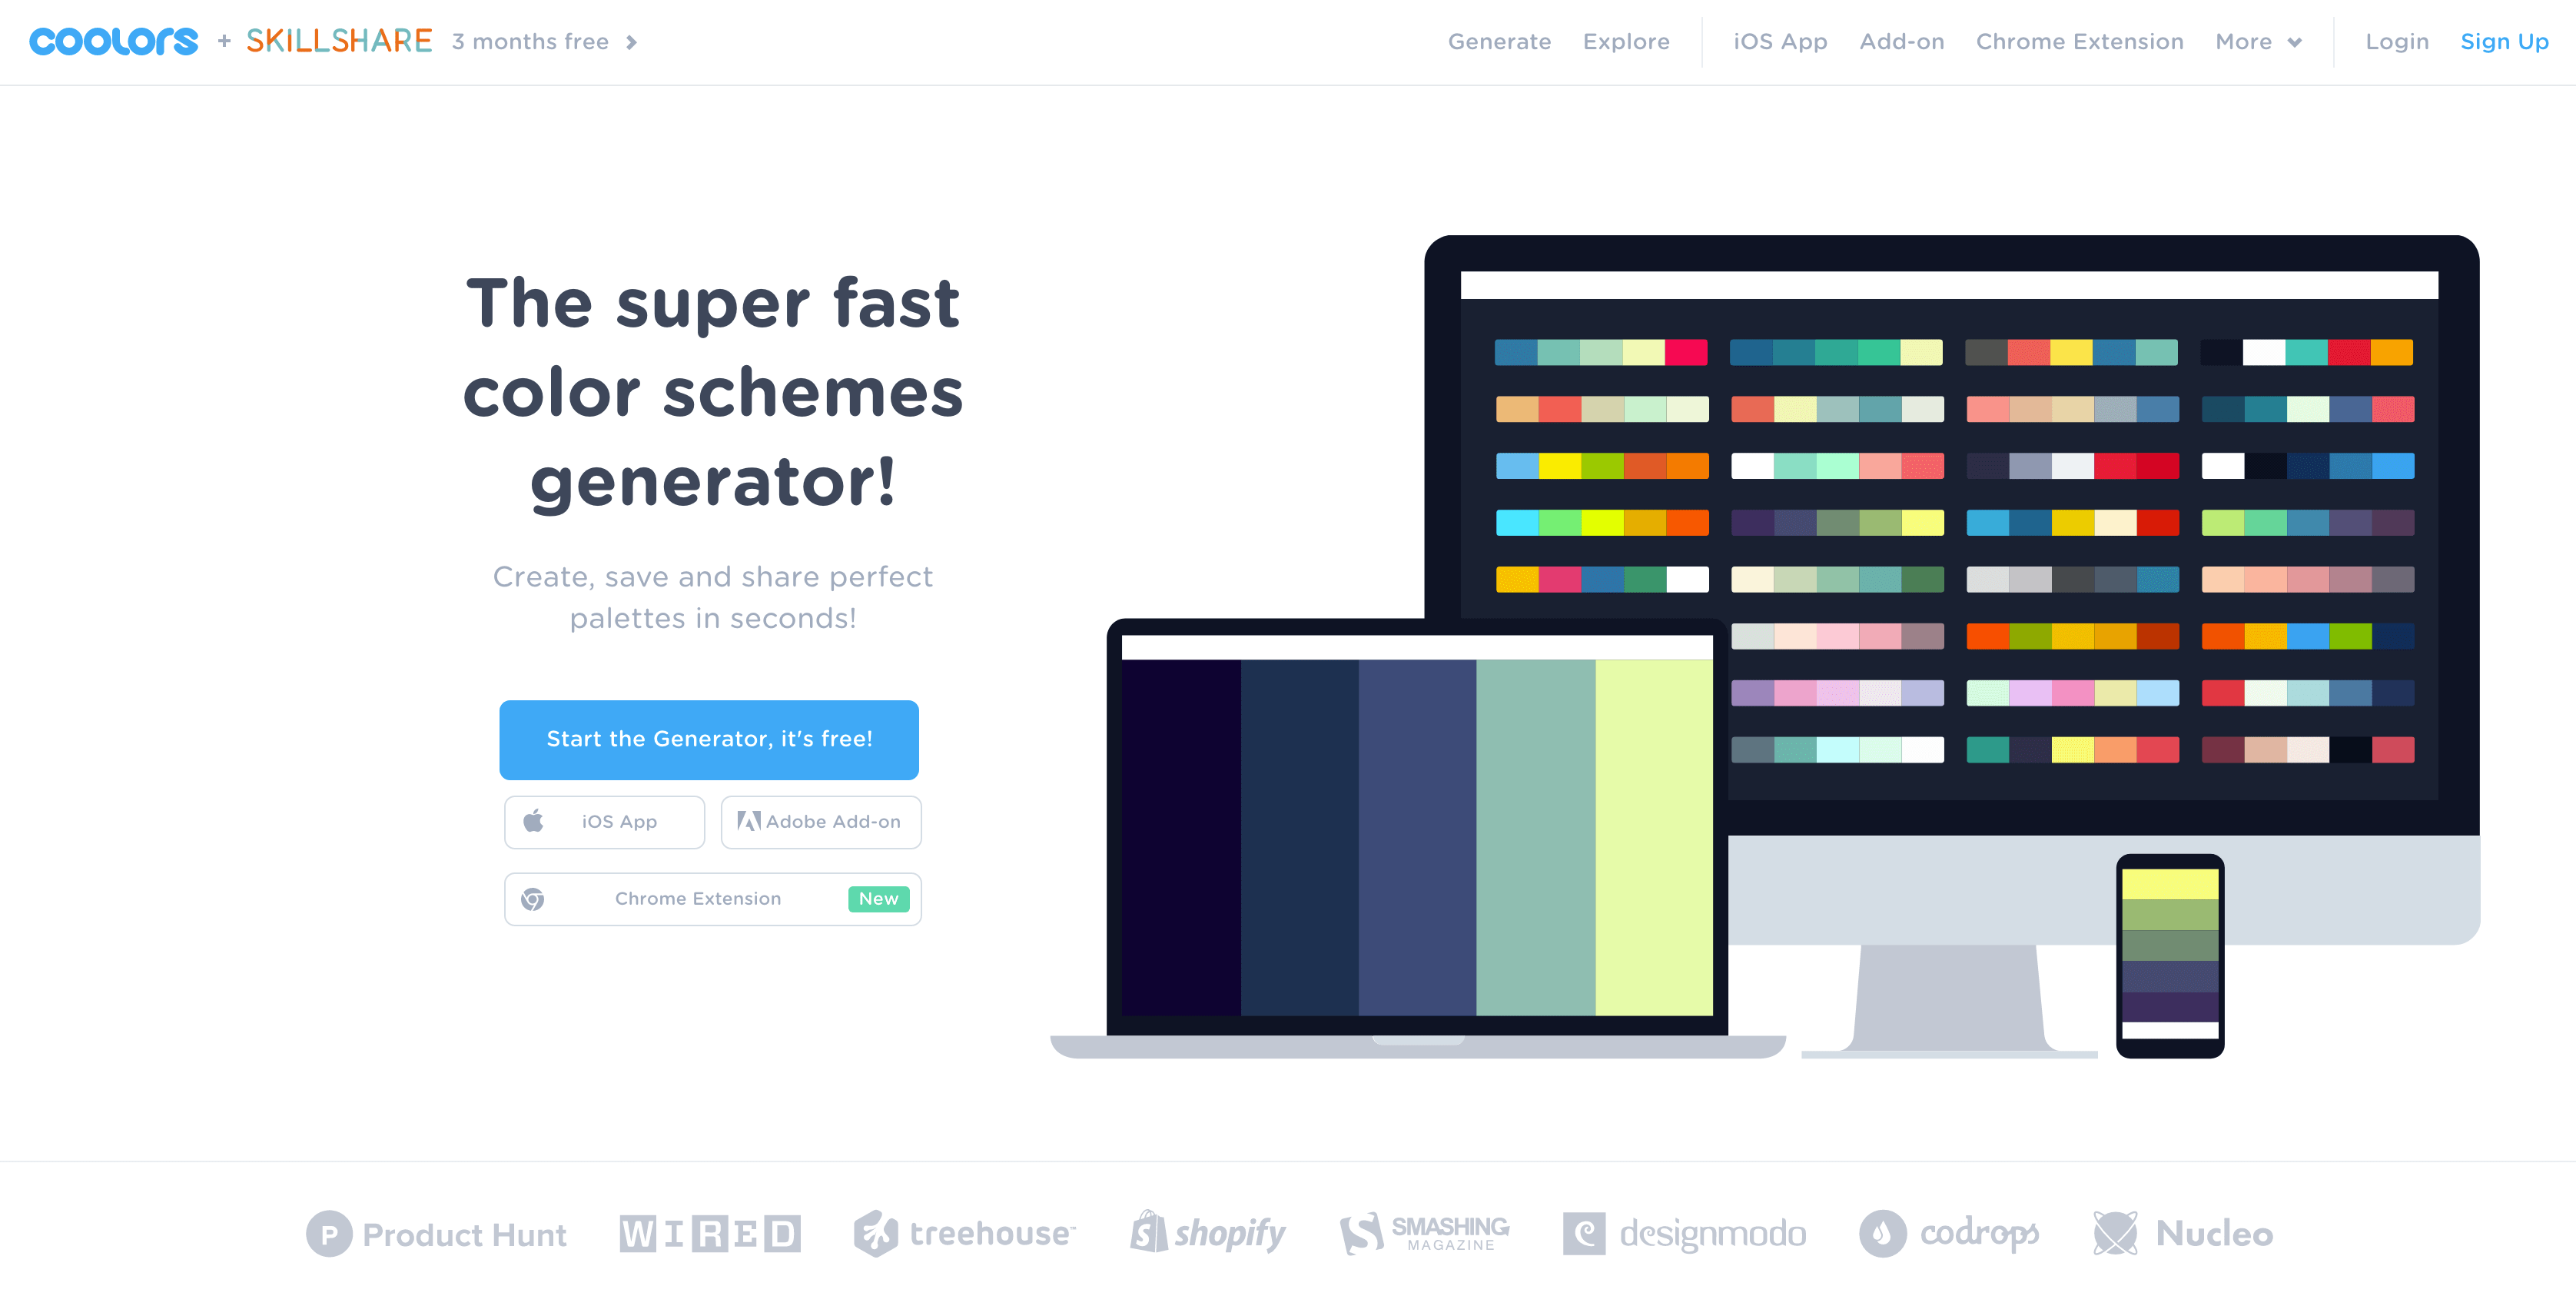 coolors + SKILLSHARE 3 months free
Generate Explore iOS App Add-on Chrome Extension More Login Sign Up
The super fast
color schemes
generator!
Create, save and share perfect
palettes in seconds!
Start the Generator, it's free!
iOS App Adobe Add-on
Chrome Extension New
P Product Hunt WIRED treehouse™ shopify SMASHING MAGAZINE designmodo codrops Nucleo